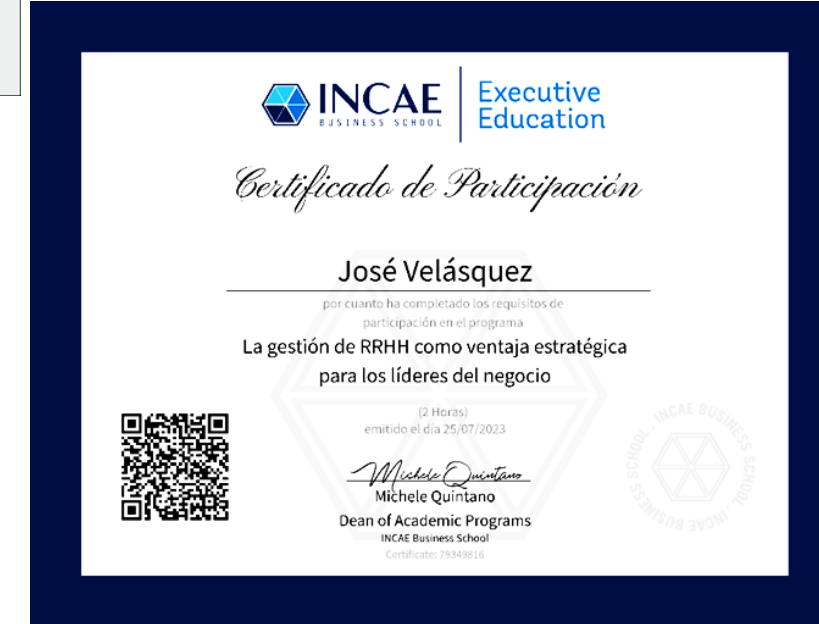 INCAE
BUSINESS SCHOOL
Executive
Education
Certificado de Participación
José Velásquez
por cuanto ha completado los requisitos de
participación en el programa
La gestión de RRHH como ventaja estratégica
para los líderes del negocio
(2 Horas)
emitido el día 25/07/2023
Michele Quintano
Michele Quintano
Dean of Academic Programs
INCAE Business School
Certificate: 79349816
INCAE BUSINESS SCHOOL. INCAE BUSINESS SCHOOL.